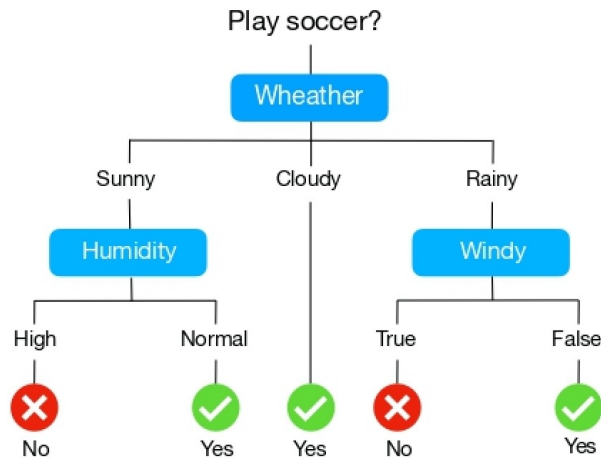 Play soccer?
Wheather
Sunny
Cloudy
Rainy
Humidity
Windy
High
Normal
True
False
No
Yes
Yes
No
Yes